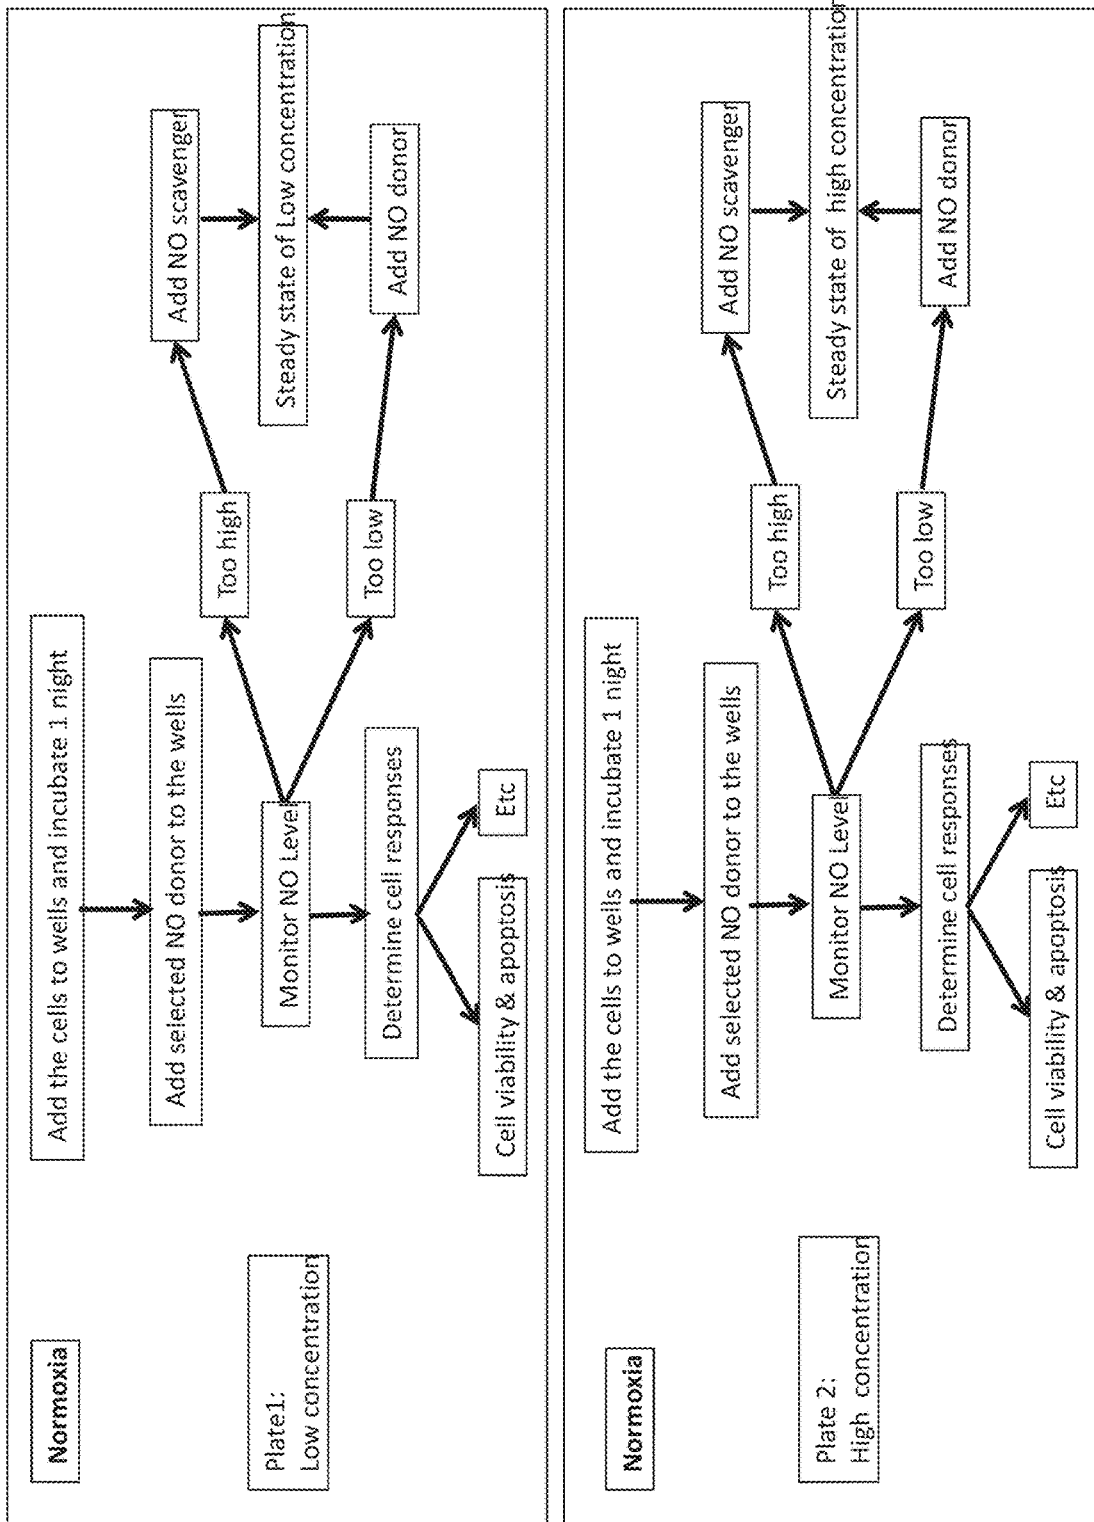 Normoxia
Plate1:
Low concentration
Add the cells to wells and incubate 1 night
Add selected NO donor to the wells
Monitor NO Level
Determine cell responses
Cell viability & apoptosis
Etc
Too high
Too low
Add NO scavenger
Steady state of Low concentration
Add NO donor
Normoxia
Plate 2:
High concentration
Add the cells to wells and incubate 1 night
Add selected NO donor to the wells
Monitor NO Level
Determine cell responses
Cell viability & apoptosis
Etc
Too high
Too low
Add NO scavenger
Steady state of high concentration
Add NO donor